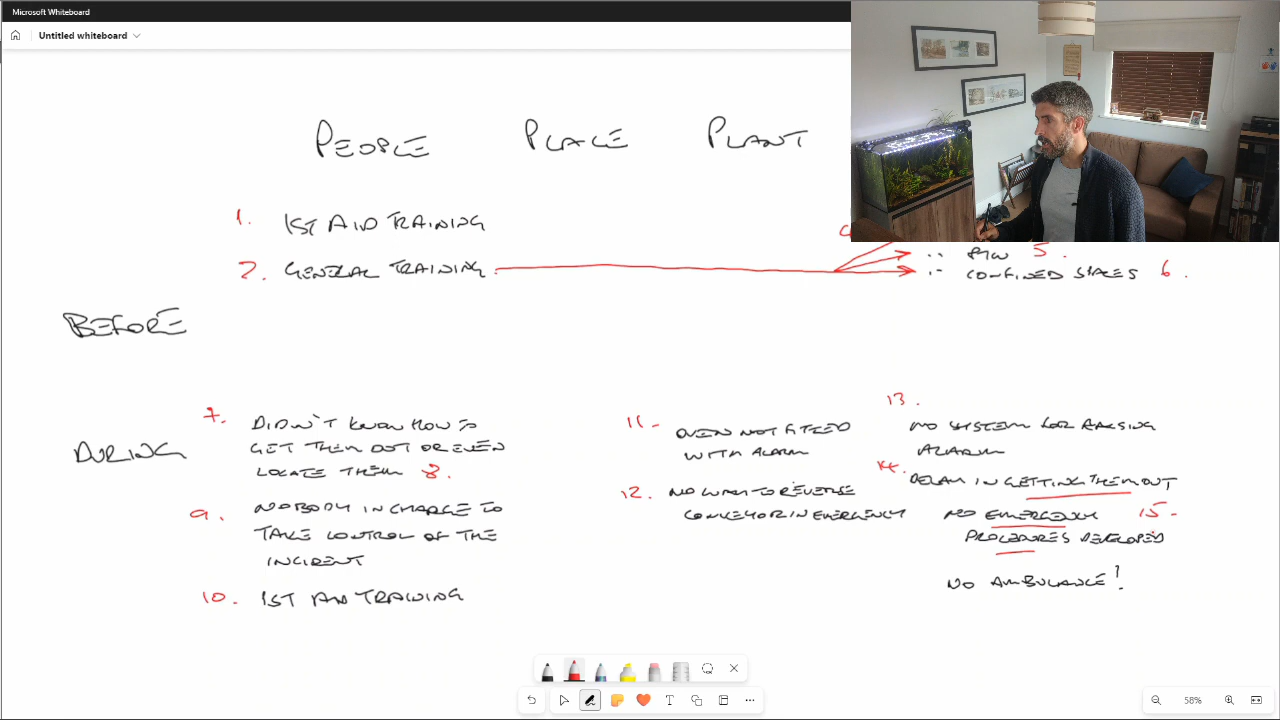 Microsoft Whiteboard
Untitled whiteboard
PEOPLE PLACE PLANT
1. 1ST AID TRAINING
2. GENERAL TRAINING
PTW 5.
CONFINED SPACES 6.
BEFORE
DURING
7. DIDN'T KNOW HOW TO
GET THEM OUT OR EVEN
LOCATE THEM 8.
9. NOBODY IN CHARGE TO
TAKE CONTROL OF THE
INCIDENT
10. 1ST AID TRAINING
11. OVEN NOT FITTED
WITH ALARM
12. NO WAY TO REVERSE
CONVEYOR IN EMERGENCY
13.
NO SYSTEM FOR RAISING
ALARM
14.
DELAY IN GETTING THEM OUT
NO EMERGENCY 15.
PROCEDURES DEVELOPED
NO AMBULANCE!
58%